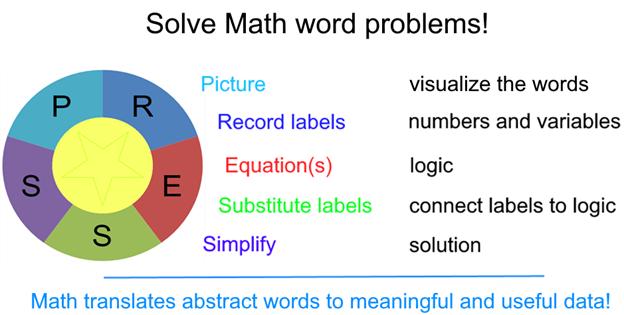 Solve Math word problems!
P R
S E
S
Picture visualize the words
Record labels numbers and variables
Equation(s) logic
Substitute labels connect labels to logic
Simplify solution
Math translates abstract words to meaningful and useful data!